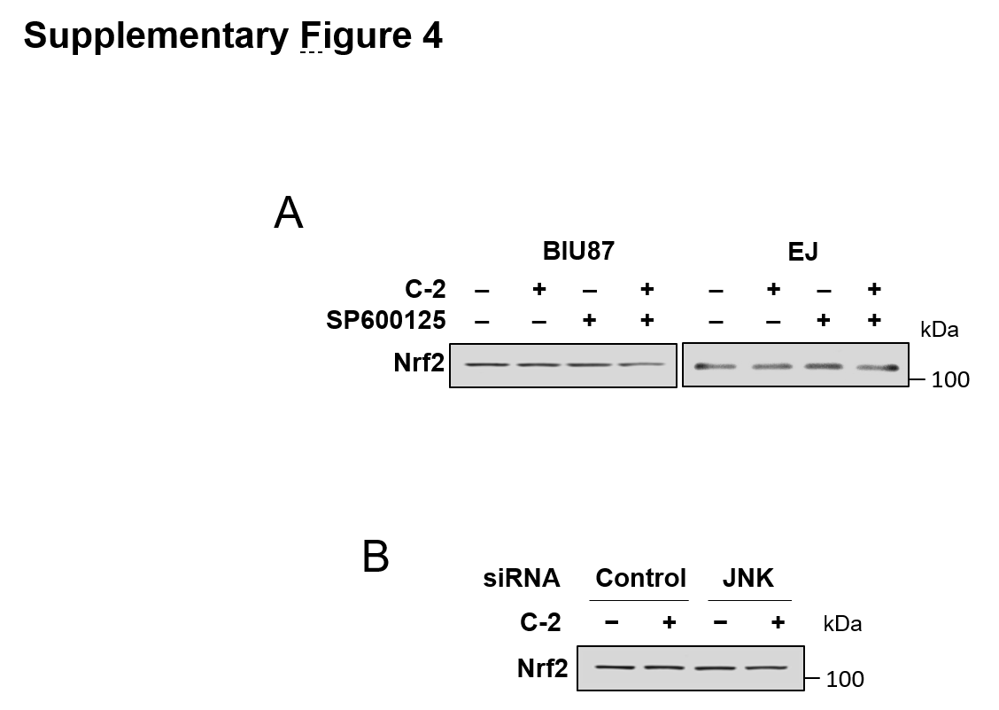 Supplementary Figure 4
A
BIU87 EJ
C-2 – + – + – + – +
SP600125 – – + + – – + +
kDa
Nrf2
100
B
siRNA Control JNK
C-2 – + – + kDa
Nrf2
100